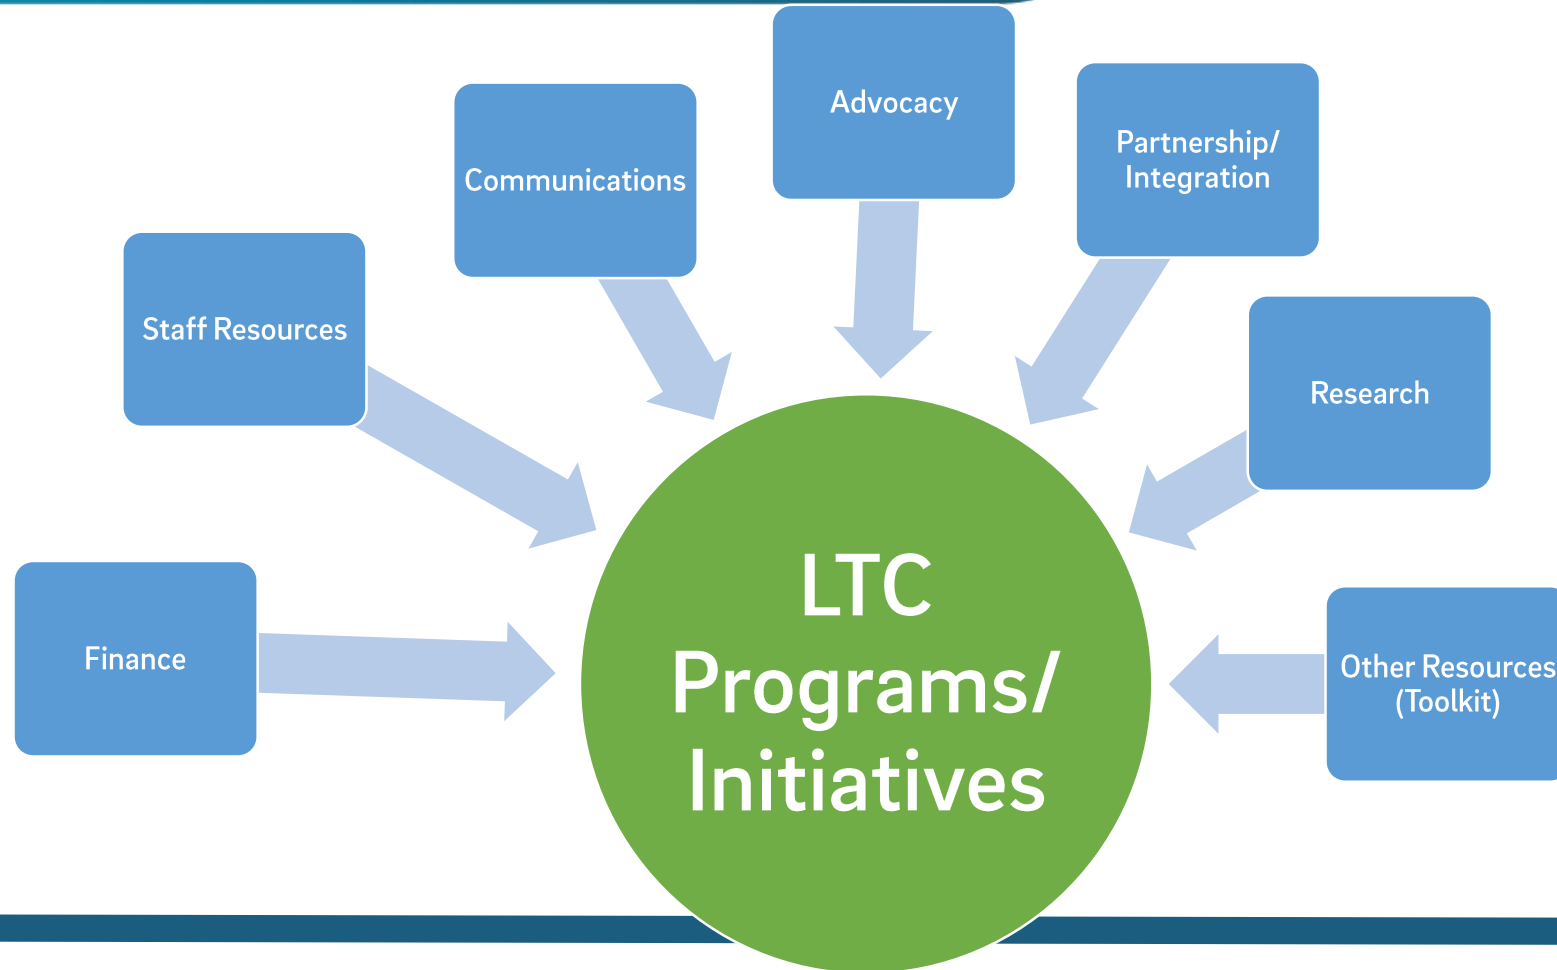 Advocacy
Partnership/
Integration
Communications
Staff Resources
Research
Finance
Other Resources
(Toolkit)
LTC
Programs/
Initiatives